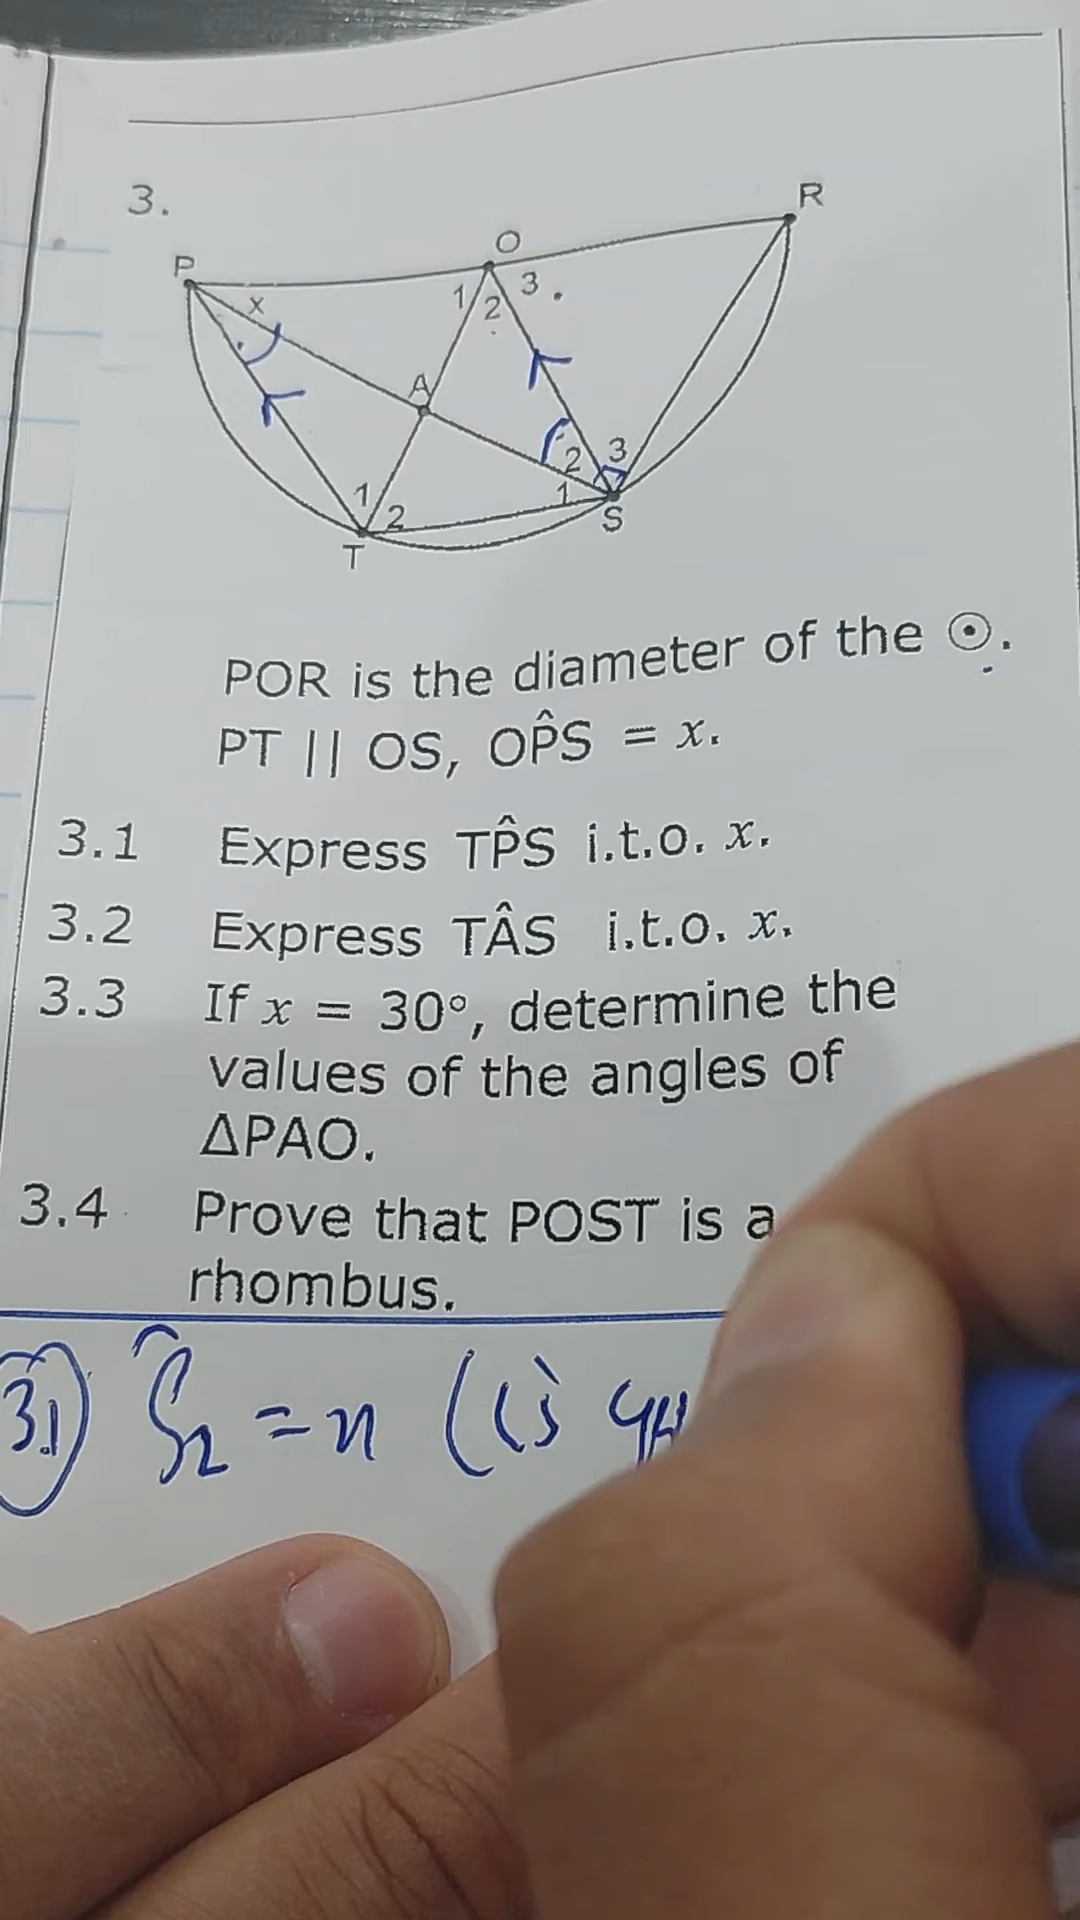 3.
R
O
P
x
1 2 3
A
1 2
1 2 3
S
T
POR is the diameter of the ⊙.
PT || OS, OP̂S = x.
3.1 Express TP̂S i.t.o. x.
3.2 Express TÂS i.t.o. x.
3.3 If x = 30°, determine the
values of the angles of
ΔPAO.
3.4 Prove that POST is a
rhombus.
3.1) Ŝ2 = x (